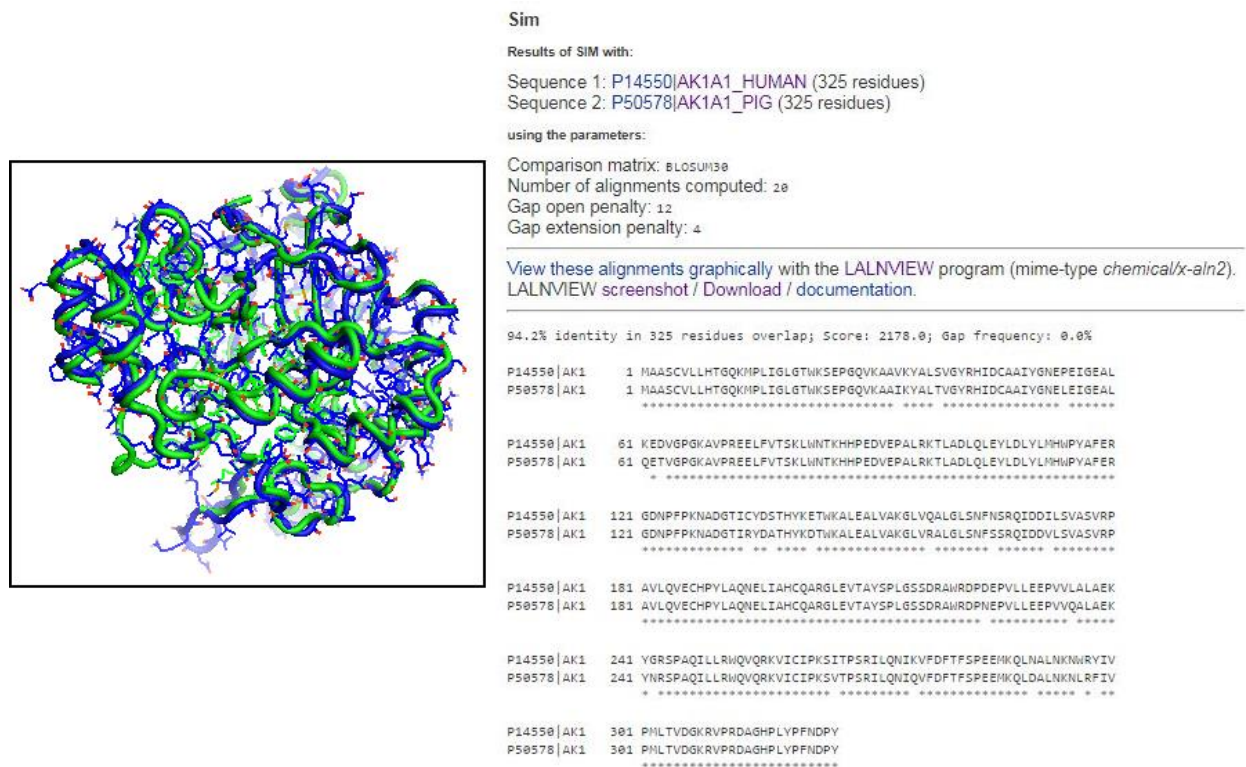 Sim
Results of SIM with:
Sequence 1: P14550|AK1A1_HUMAN (325 residues)
Sequence 2: P50578|AK1A1_PIG (325 residues)
using the parameters:
Comparison matrix: BLOSUM30
Number of alignments computed: 20
Gap open penalty: 12
Gap extension penalty: 4
View these alignments graphically with the LALNVIEW program (mime-type chemical/x-aln2).
LALNVIEW screenshot / Download / documentation.
94.2% identity in 325 residues overlap; Score: 2178.0; Gap frequency: 0.0%
P14550|AK1 1 MAASCVLLHTGQKMPLIGLGTWKSEPGQVKAAVKYALSVGYRHIDCAAIYGNEPEIGEAL
P50578|AK1 1 MAASCVLLHTGQKMPLIGLGTWKSEPGQVKAAIKYALTVGYRHIDCAAIYGNELEIGEAL
******************************** **** *************** ******
P14550|AK1 61 KEDVGPGKAVPREELFVTSKLWNTKHHPEDVEPALRKTLADLQLEYLDLYLMHWPYAFER
P50578|AK1 61 QETVGPGKAVPREELFVTSKLWNTKHHPEDVEPALRKTLADLQLEYLDLYLMHWPYAFER
* *********************************************************
P14550|AK1 121 GDNPFPKNADGTICYDSTHYKETWKALEALVAKGLVQALGLSNFNSRQIDDILSVASVRP
P50578|AK1 121 GDNPFPKNADGTIRYDATHYKDTWKALEALVAKGLVRALGLSNFSSRQIDDVLSVASVRP
************* ** **** ************** ******* ****** ********
P14550|AK1 181 AVLQVECHPYLAQNELIAHCQARGLEVTAYSPLGSSDRAWRDPDEPVLLEEPVVLALAEK
P50578|AK1 181 AVLQVECHPYLAQNELIAHCQARGLEVTAYSPLGSSDRAWRDPNEPVLLEEPVVQALAEK
******************************************* ********** *****
P14550|AK1 241 YGRSPAQILLRWQVQRKVICIPKSITPSRILQNIKVFDFTFSPEEMKQLNALNKNWRYIV
P50578|AK1 241 YNRSPAQILLRWQVQRKVICIPKSVTPSRILQNIQVFDFTFSPEEMKQLDALNKNLRFIV
* ********************** ********* ************** ***** * **
P14550|AK1 301 PMLTVDGKRVPRDAGHPLYPFNDPY
P50578|AK1 301 PMLTVDGKRVPRDAGHPLYPFNDPY
*************************